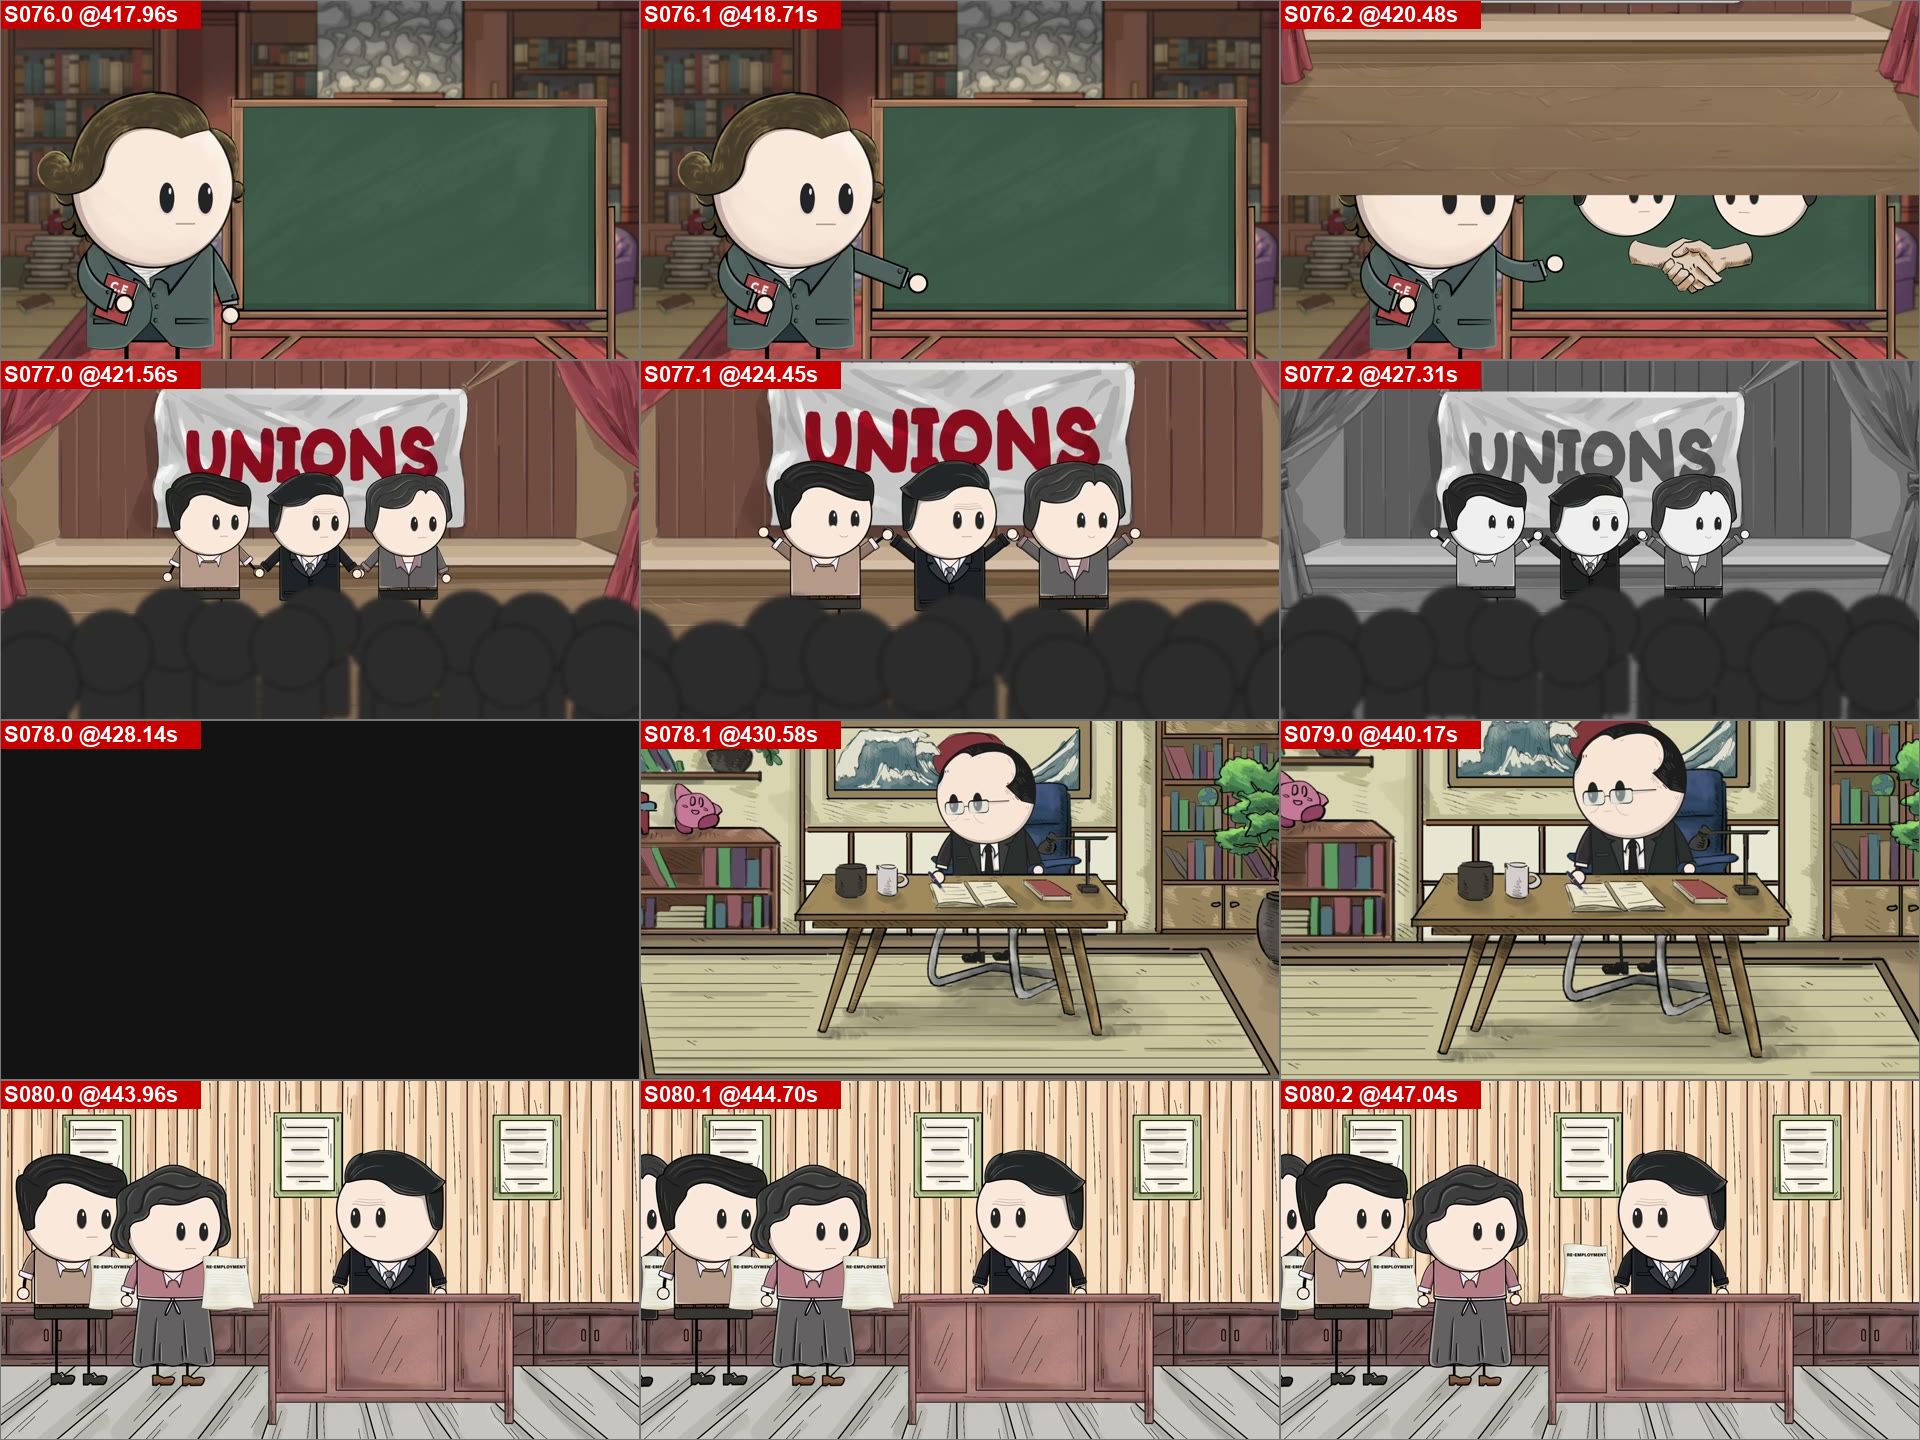 S076.0 @417.96s
S076.1 @418.71s
S076.2 @420.48s
C.E
C.E
C.E
S077.0 @421.56s
S077.1 @424.45s
S077.2 @427.31s
UNIONS
UNIONS
UNIONS
S078.0 @428.14s
S078.1 @430.58s
S079.0 @440.17s
S080.0 @443.96s
S080.1 @444.70s
S080.2 @447.04s
RE-EMPLOYMENT
RE-EMPLOYMENT
RE-EMPLOYMENT
RE-EMPLOYMENT
RE-EMPLOYMENT
RE-EMPLOYMENT